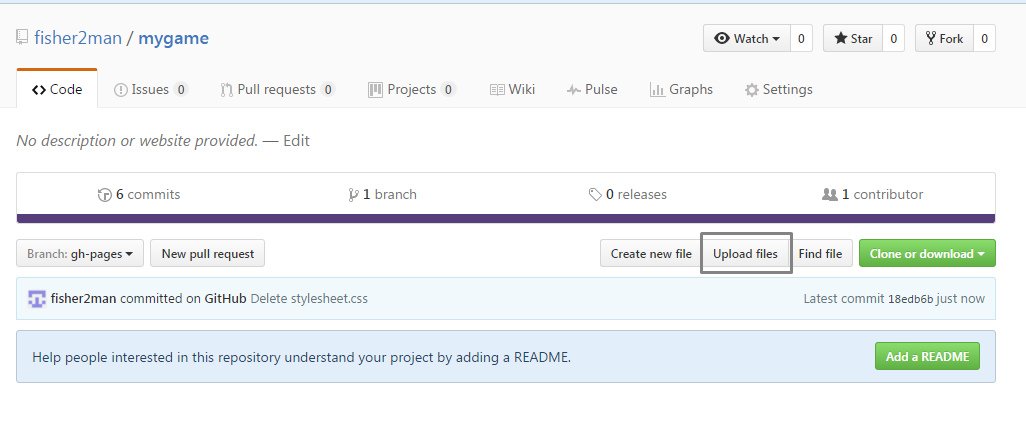 fisher2man / mygame Watch 0 Star 0 Fork 0
Code Issues 0 Pull requests 0 Projects 0 Wiki Pulse Graphs Settings
No description or website provided. — Edit
6 commits 1 branch 0 releases 1 contributor
Branch: gh-pages New pull request Create new file Upload files Find file Clone or download
fisher2man committed on GitHub Delete stylesheet.css Latest commit 18edb6b just now
Help people interested in this repository understand your project by adding a README. Add a README